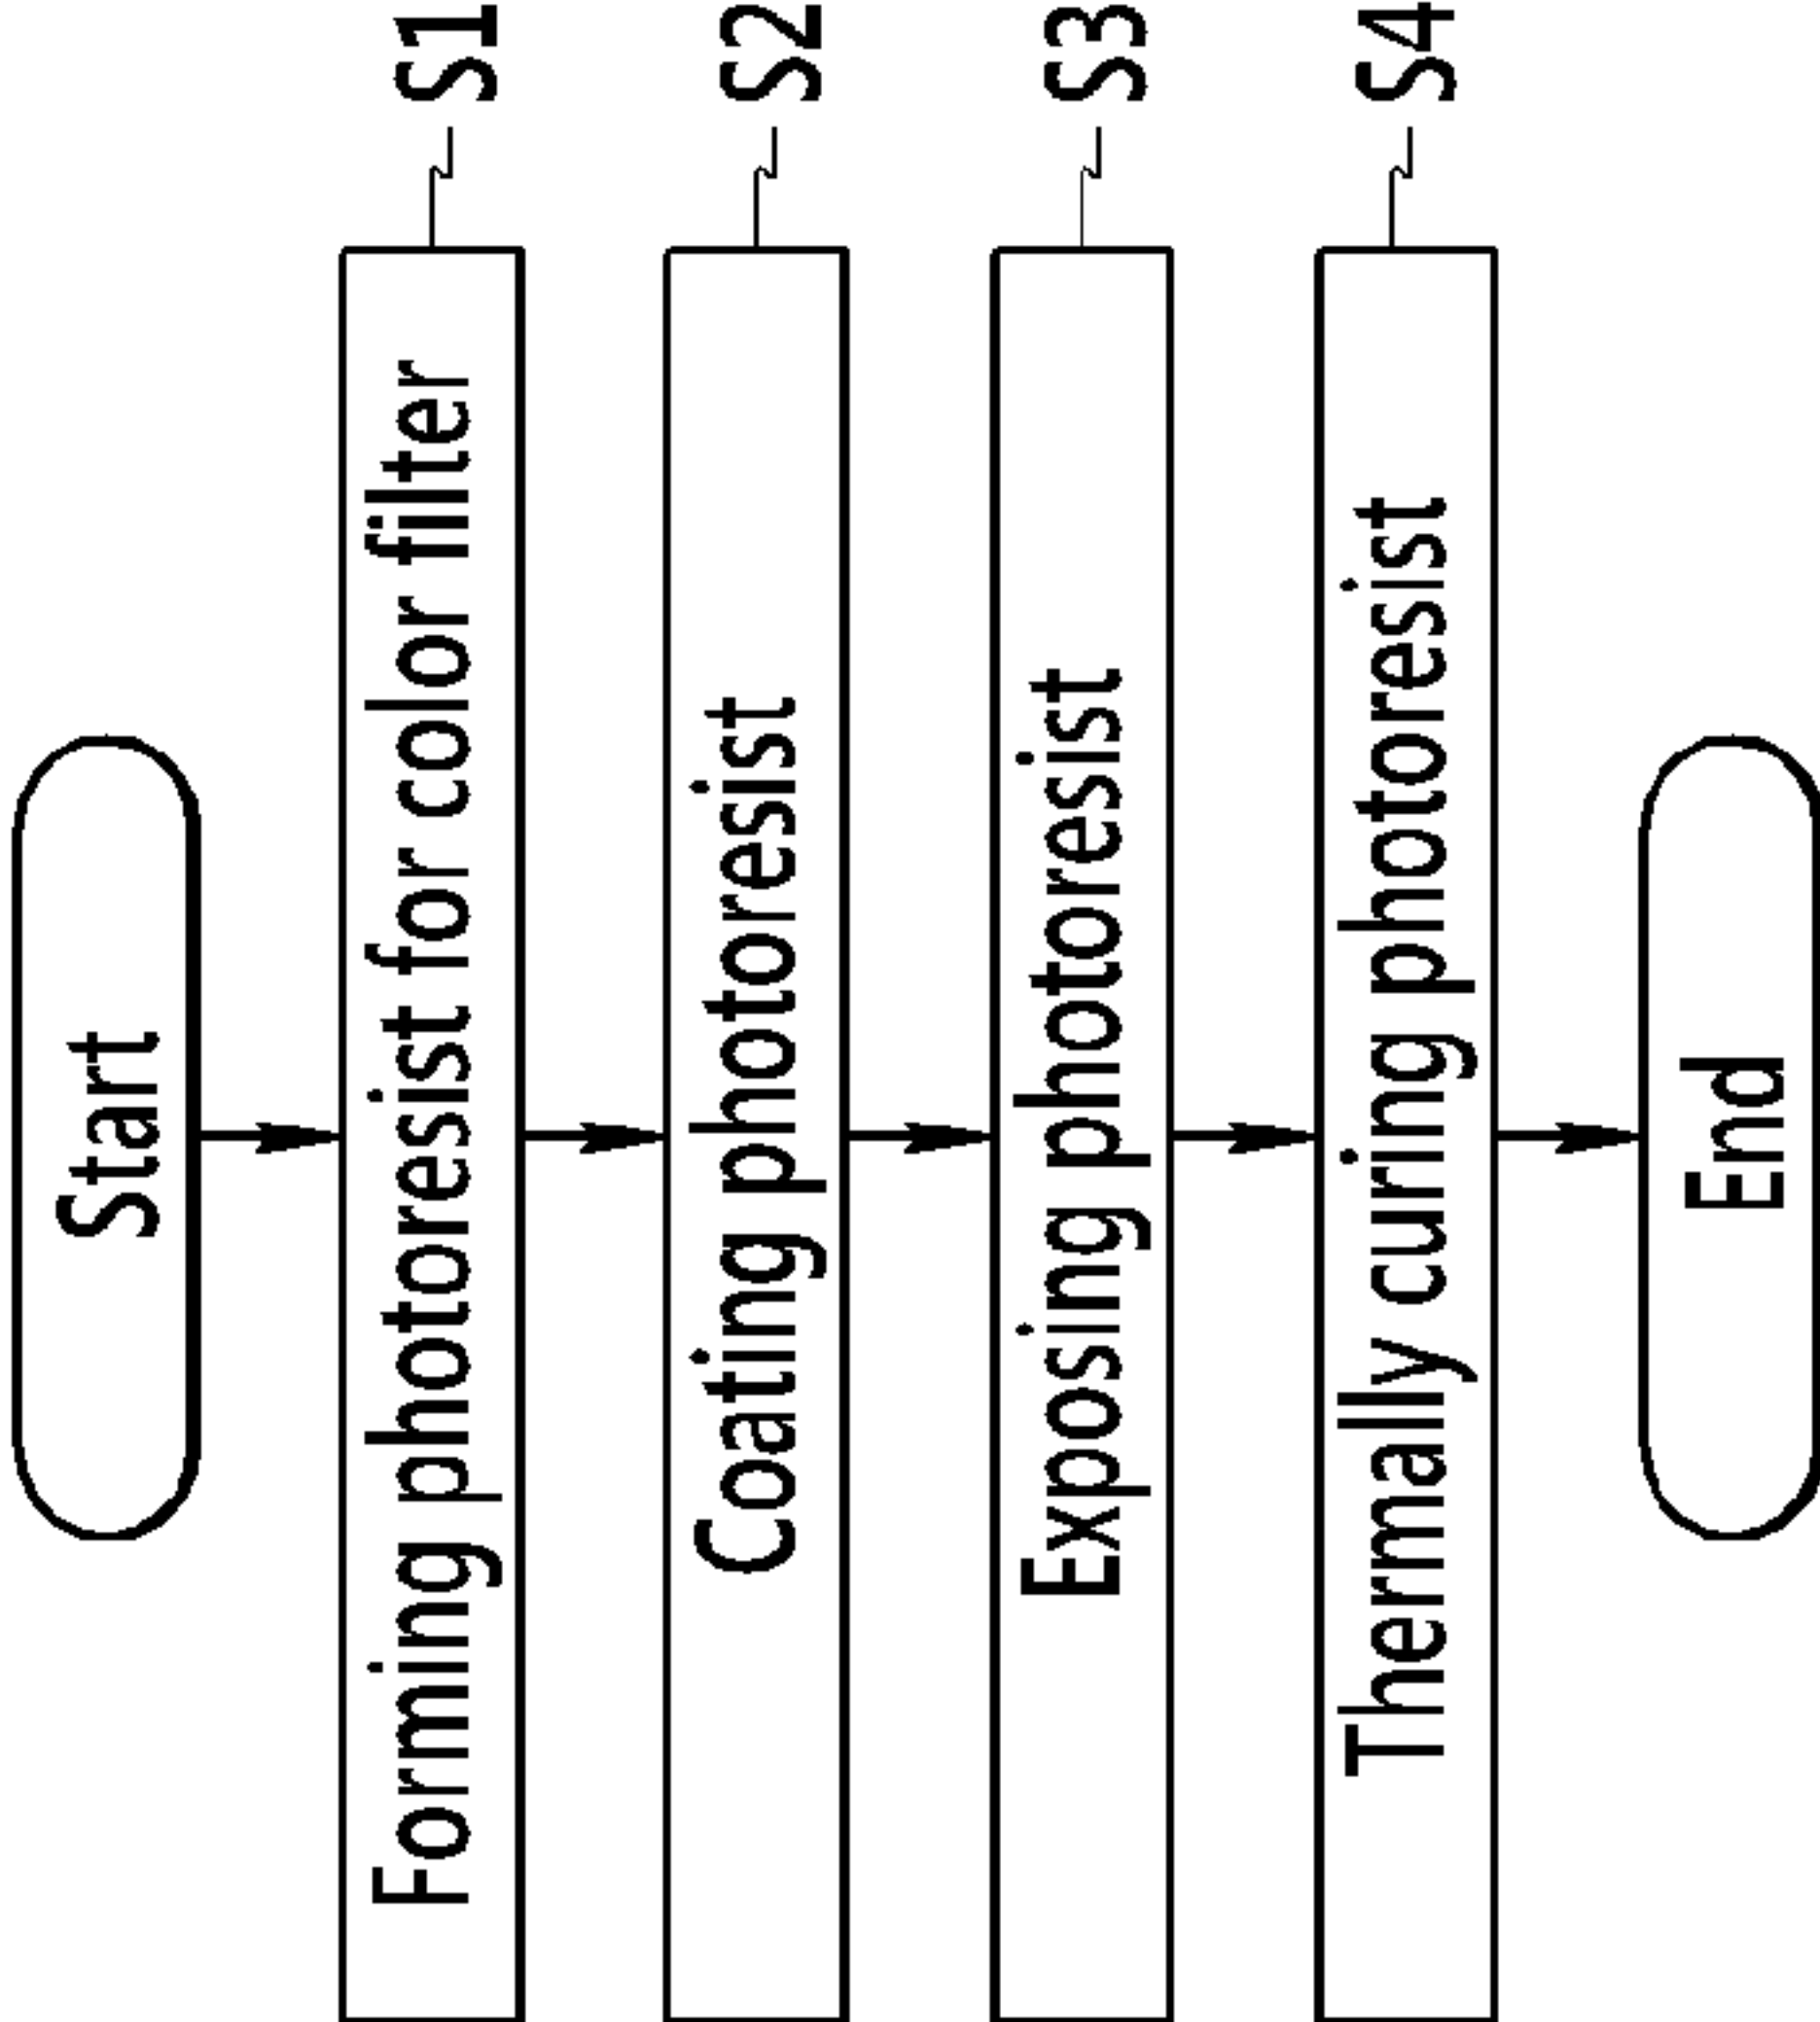 Start
Forming photoresist for color filter
S1
Coating photoresist
S2
Exposing photoresist
S3
Thermally curing photoresist
S4
End